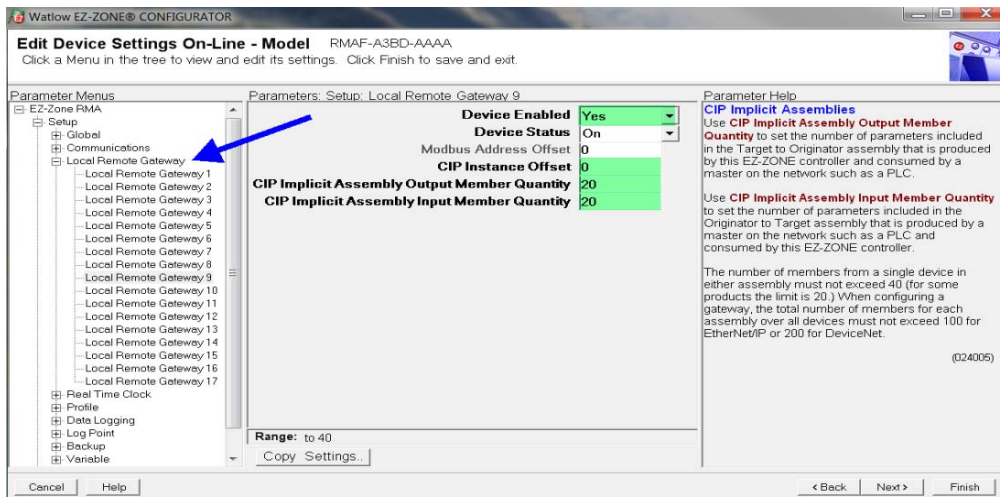 Watlow EZ-ZONE® CONFIGURATOR
Edit Device Settings On-Line - Model RMAF-A3BD-AAAA
Click a Menu in the tree to view and edit its settings. Click Finish to save and exit.
Parameter Menus
EZ-Zone RMA
Setup
Global
Communications
Local Remote Gateway
Local Remote Gateway 1
Local Remote Gateway 2
Local Remote Gateway 3
Local Remote Gateway 4
Local Remote Gateway 5
Local Remote Gateway 6
Local Remote Gateway 7
Local Remote Gateway 8
Local Remote Gateway 9
Local Remote Gateway 10
Local Remote Gateway 11
Local Remote Gateway 12
Local Remote Gateway 13
Local Remote Gateway 14
Local Remote Gateway 15
Local Remote Gateway 16
Local Remote Gateway 17
Real Time Clock
Profile
Data Logging
Log Point
Backup
Variable
Parameters: Setup: Local Remote Gateway 9
Device Enabled Yes
Device Status On
Modbus Address Offset 0
CIP Instance Offset 0
CIP Implicit Assembly Output Member Quantity 20
CIP Implicit Assembly Input Member Quantity 20
Range: to 40
Copy Settings..
Parameter Help
CIP Implicit Assemblies
Use CIP Implicit Assembly Output Member
Quantity to set the number of parameters included
in the Target to Originator assembly that is produced
by this EZ-ZONE controller and consumed by a
master on the network such as a PLC.
Use CIP Implicit Assembly Input Member Quantity
to set the number of parameters included in the
Originator to Target assembly that is produced by a
master on the network such as a PLC and
consumed by this EZ-ZONE controller.
The number of members from a single device in
either assembly must not exceed 40 (for some
products the limit is 20.) When configuring a
gateway, the total number of members for each
assembly over all devices must not exceed 100 for
EtherNet/IP or 200 for DeviceNet.
(024005)
Cancel
Help
< Back
Next >
Finish